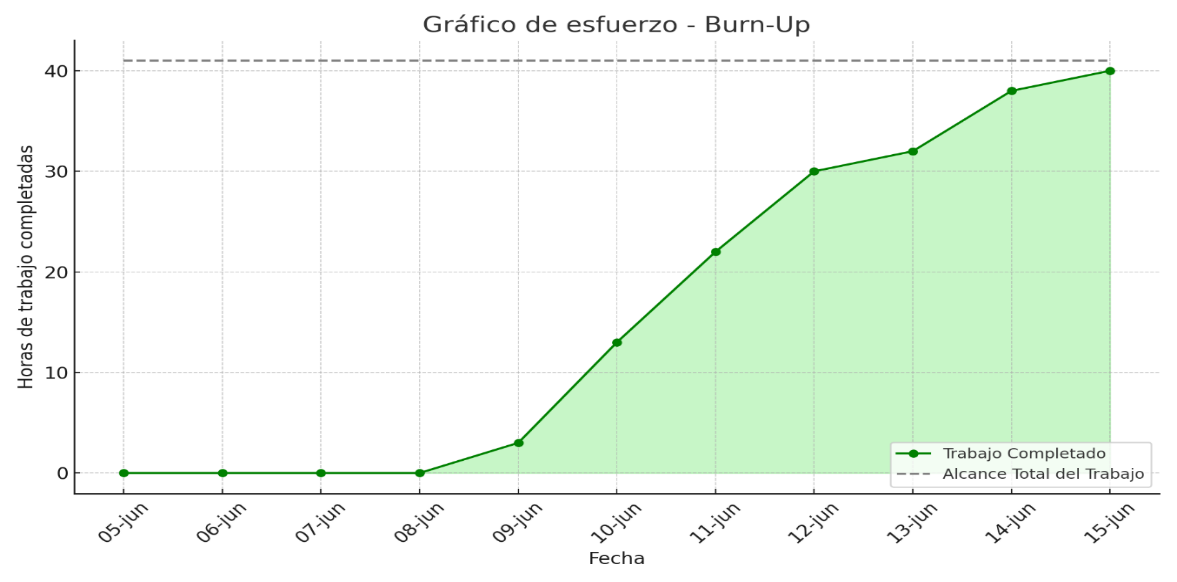 Gráfico de esfuerzo - Burn-Up
Horas de trabajo completadas
40
30
20
10
0
Trabajo Completado
Alcance Total del Trabajo
05-jun
06-jun
07-jun
08-jun
09-jun
10-jun
11-jun
12-jun
13-jun
14-jun
15-jun
Fecha